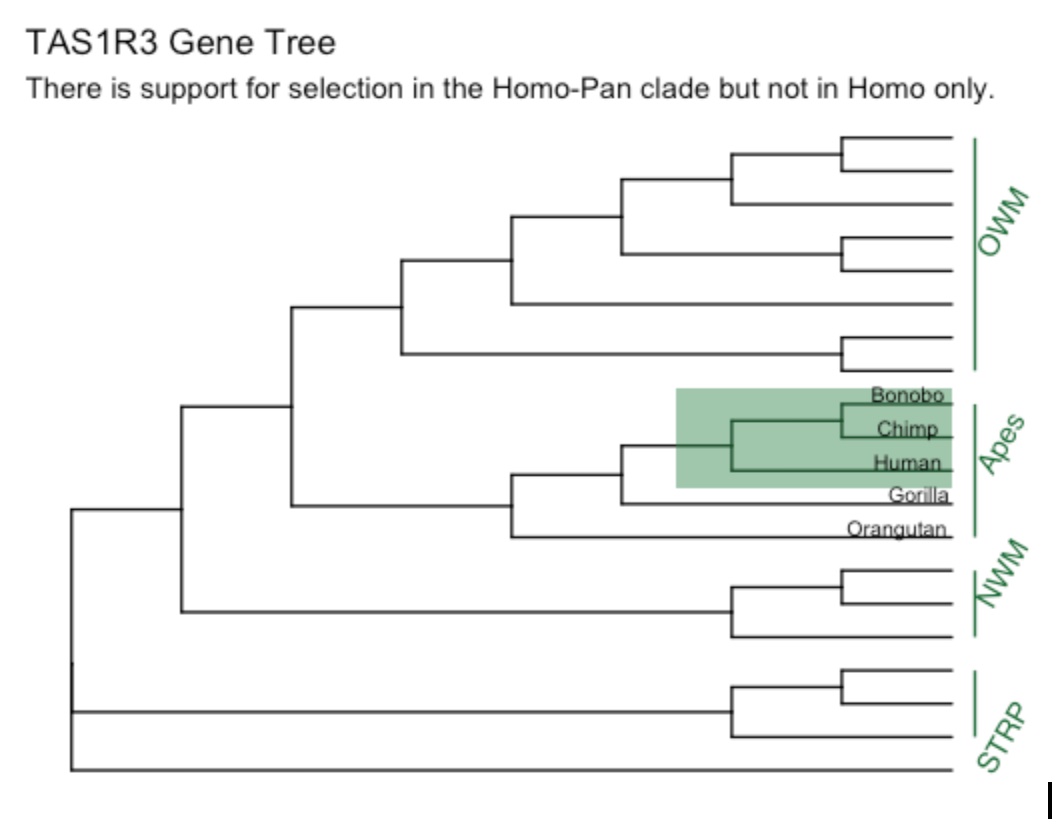 TAS1R3 Gene Tree
There is support for selection in the Homo-Pan clade but not in Homo only.
OWM
Bonobo
Chimp
Human
Gorilla
Orangutan
Apes
NWM
STRP